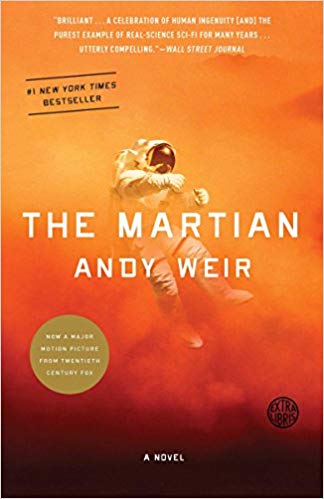 "BRILLIANT . . . A CELEBRATION OF HUMAN INGENUITY [AND] THE
PUREST EXAMPLE OF REAL-SCIENCE SCI-FI FOR MANY YEARS . . .
UTTERLY COMPELLING."—WALL STREET JOURNAL
#1 NEW YORK TIMES
BESTSELLER
THE MARTIAN
ANDY WEIR
NOW A MAJOR
MOTION PICTURE
FROM TWENTIETH
CENTURY FOX
EXTRA
LIBRIS
A NOVEL